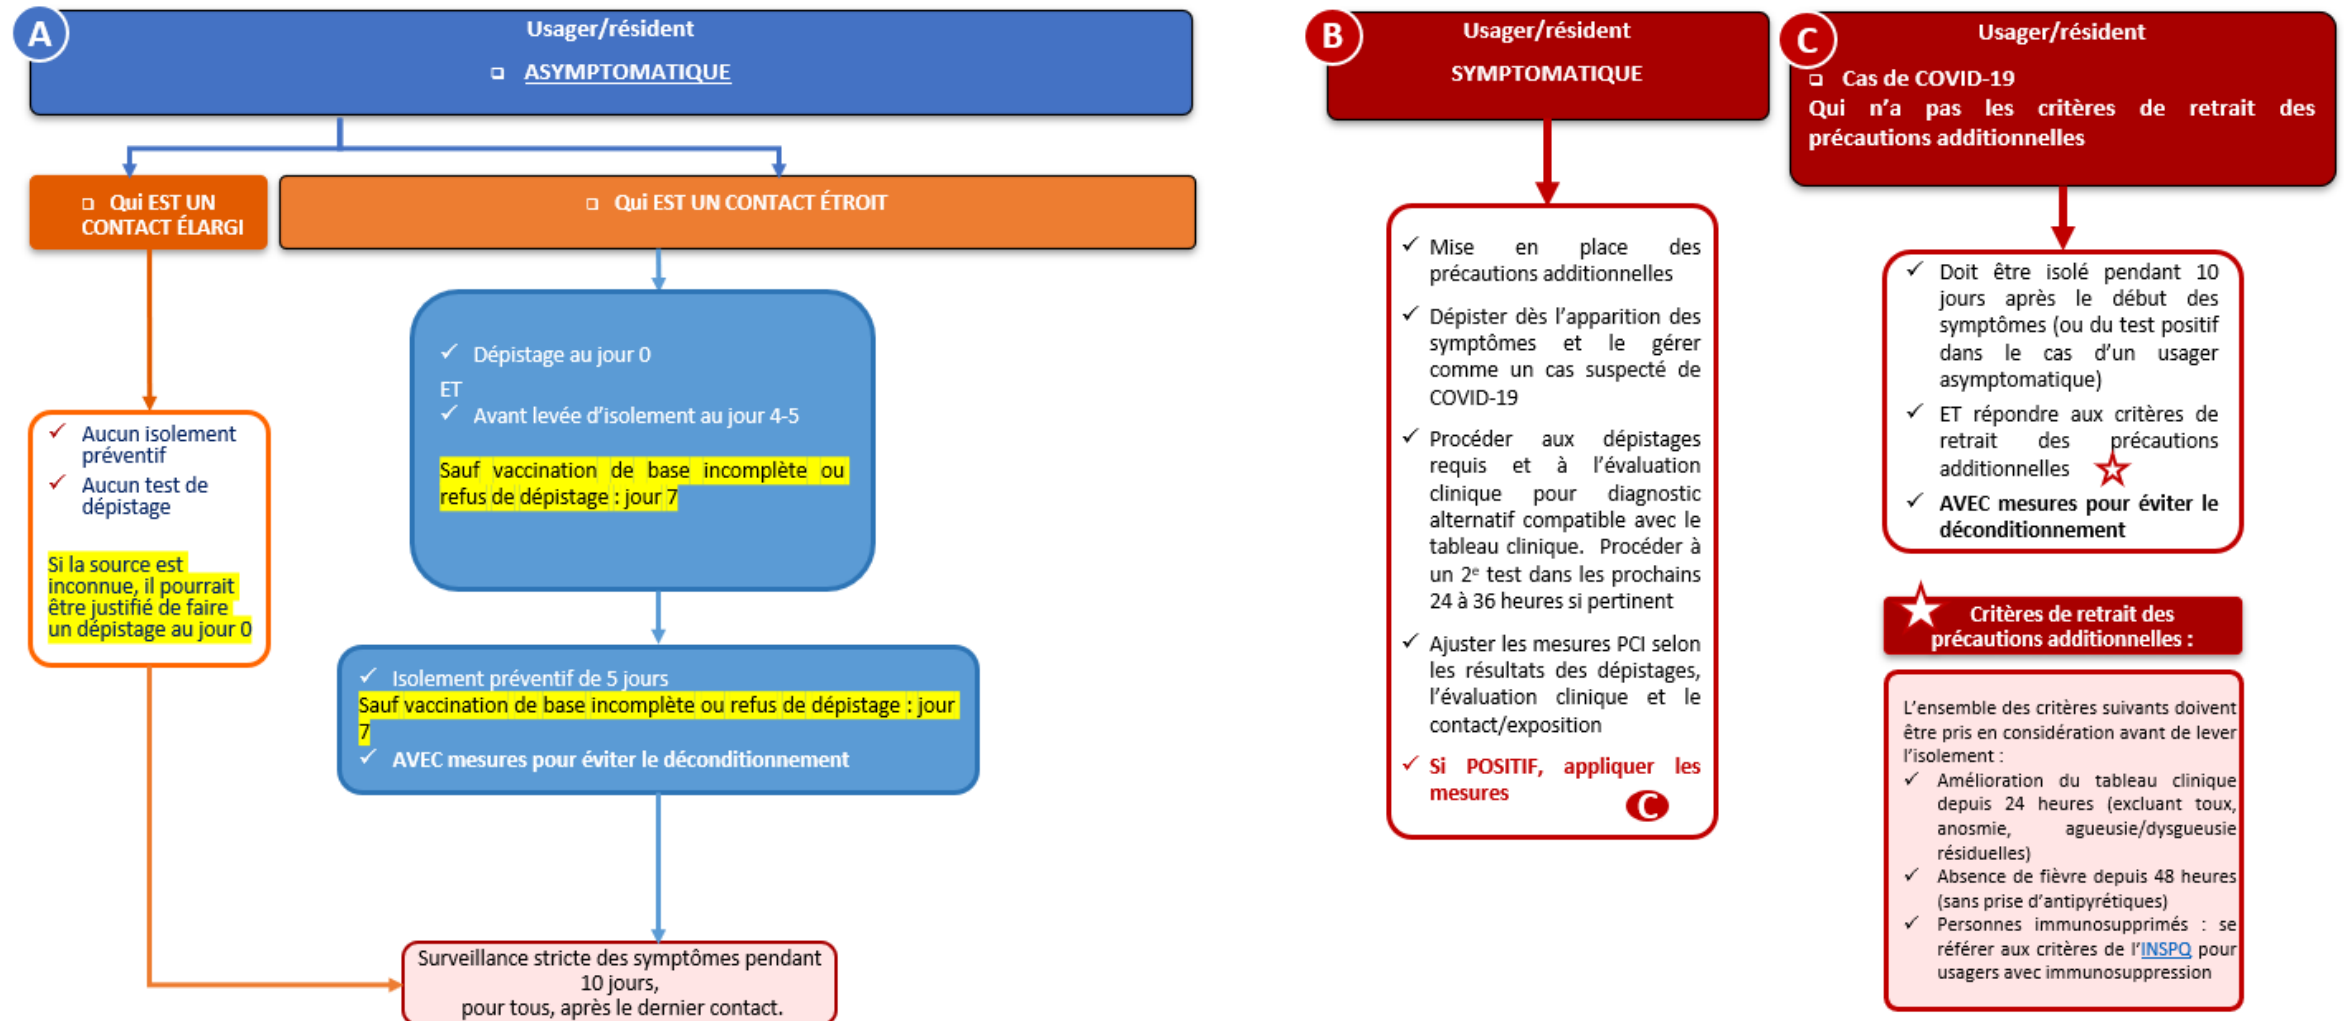 A
Usager/résident
❑ ASYMPTOMATIQUE
❑ Qui EST UN
CONTACT ÉLARGI
❑ Qui EST UN CONTACT ÉTROIT
✓ Aucun isolement
préventif
✓ Aucun test de
dépistage
Si la source est
inconnue, il pourrait
être justifié de faire
un dépistage au jour 0
✓ Dépistage au jour 0
ET
✓ Avant levée d'isolement au jour 4-5
Sauf vaccination de base incomplète ou
refus de dépistage : jour 7
✓ Isolement préventif de 5 jours
Sauf vaccination de base incomplète ou refus de dépistage : jour
7
✓ AVEC mesures pour éviter le déconditionnement
Surveillance stricte des symptômes pendant
10 jours,
pour tous, après le dernier contact.
B
Usager/résident
SYMPTOMATIQUE
✓ Mise en place des
précautions additionnelles
✓ Dépister dès l'apparition des
symptômes et le gérer
comme un cas suspecté de
COVID-19
✓ Procéder aux dépistages
requis et à l'évaluation
clinique pour diagnostic
alternatif compatible avec le
tableau clinique. Procéder à
un 2e test dans les prochains
24 à 36 heures si pertinent
✓ Ajuster les mesures PCI selon
les résultats des dépistages,
l'évaluation clinique et le
contact/exposition
✓ Si POSITIF, appliquer les
mesures
C
C
Usager/résident
❑ Cas de COVID-19
Qui n'a pas les critères de retrait des
précautions additionnelles
✓ Doit être isolé pendant 10
jours après le début des
symptômes (ou du test positif
dans le cas d'un usager
asymptomatique)
✓ ET répondre aux critères de
retrait des précautions
additionnelles
✓ AVEC mesures pour éviter le
déconditionnement
Critères de retrait des
précautions additionnelles :
L'ensemble des critères suivants doivent
être pris en considération avant de lever
l'isolement :
✓ Amélioration du tableau clinique
depuis 24 heures (excluant toux,
anosmie, agueusie/dysgueusie
résiduelles)
✓ Absence de fièvre depuis 48 heures
(sans prise d'antipyrétiques)
✓ Personnes immunosupprimés : se
référer aux critères de l'INSPQ pour
usagers avec immunosuppression